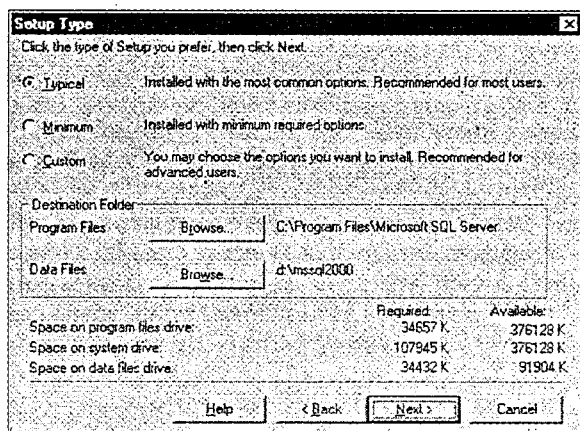 Setup Type
Click the type of Setup you prefer, then click Next.
Typical Installed with the most common options. Recommended for most users.
Minimum Installed with minimum required options
Custom You may choose the options you want to install. Recommended for
advanced users.
Destination Folder
Program Files Browse... C:\Program Files\Microsoft SQL Server
Data Files Browse... d:\mssql2000
Required: Available:
Space on program files drive: 34657 K 376128 K
Space on system drive: 107945 K 376128 K
Space on data files drive: 34432 K 91904 K
Help < Back Next > Cancel